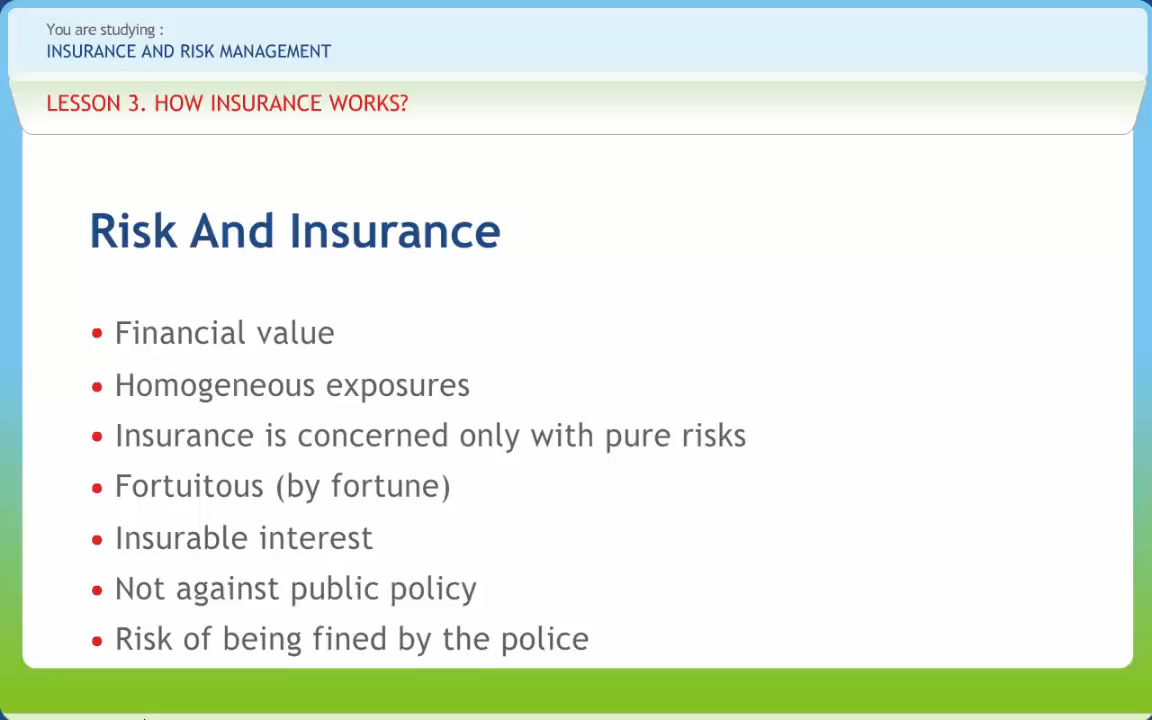 You are studying :
INSURANCE AND RISK MANAGEMENT
LESSON 3. HOW INSURANCE WORKS?
Risk And Insurance
• Financial value
• Homogeneous exposures
• Insurance is concerned only with pure risks
• Fortuitous (by fortune)
• Insurable interest
• Not against public policy
• Risk of being fined by the police